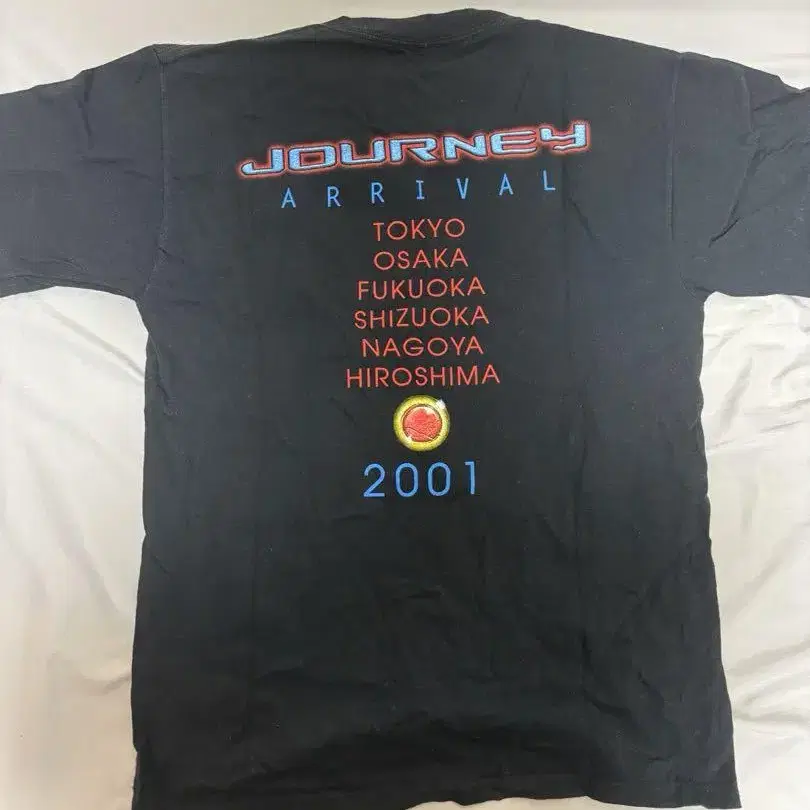 JOURNEY
ARRIVAL
TOKYO
OSAKA
FUKUOKA
SHIZUOKA
NAGOYA
HIROSHIMA
2001